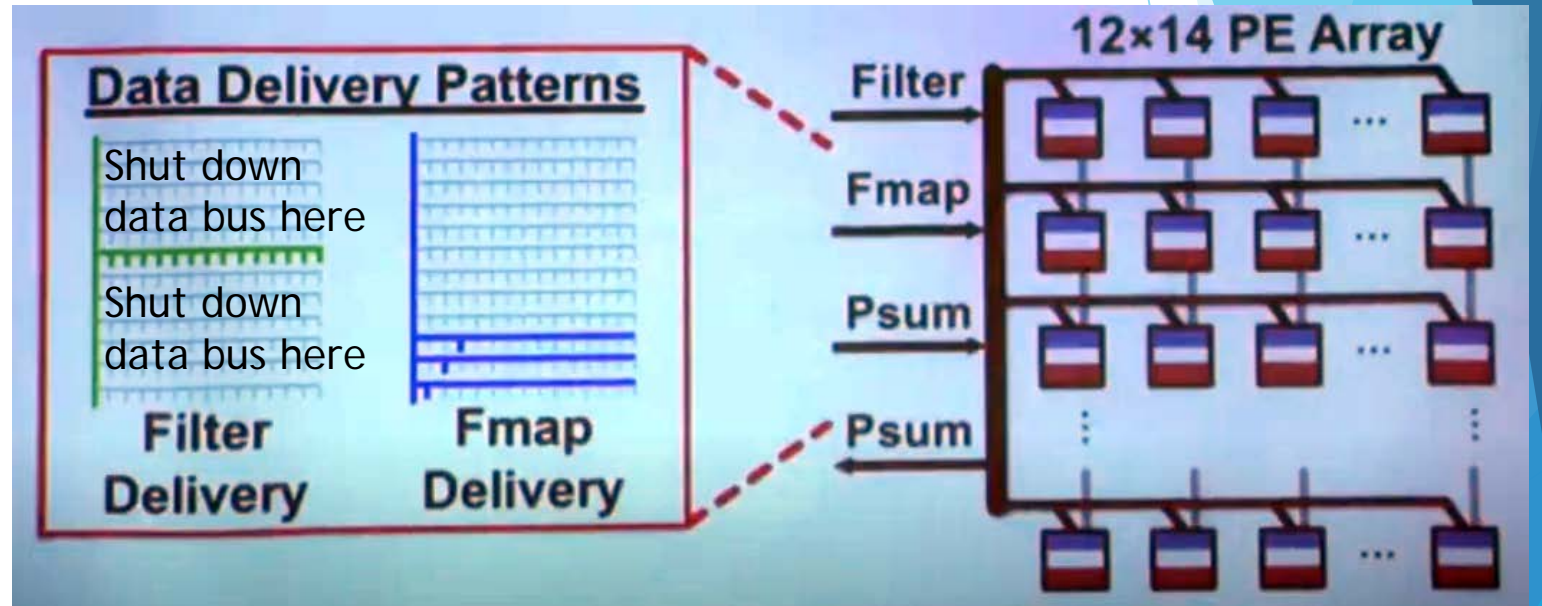 Data Delivery Patterns
Shut down
data bus here
Shut down
data bus here
Filter
Delivery
Fmap
Delivery
12×14 PE Array
Filter
Fmap
Psum
Psum
...
...
...
...
...
...